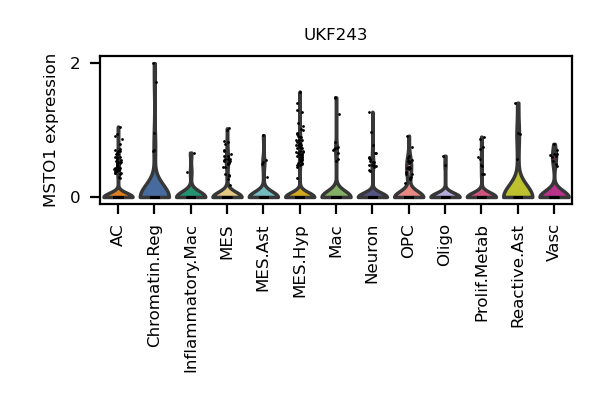 UKF243
MSTO1 expression
2
0
AC
Chromatin.Reg
Inflammatory.Mac
MES
MES.Ast
MES.Hyp
Mac
Neuron
OPC
Oligo
Prolif.Metab
Reactive.Ast
Vasc